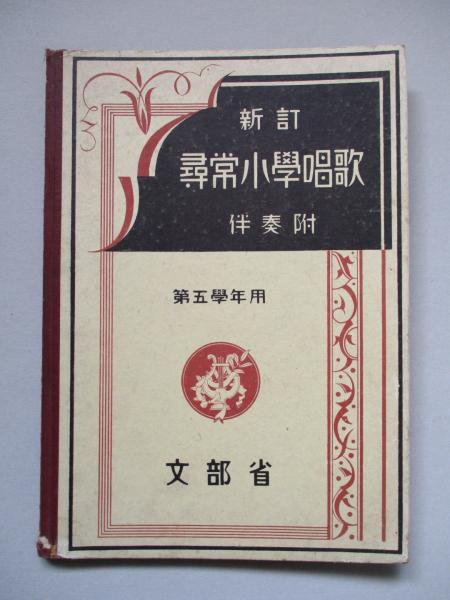 新訂
尋常小學唱歌
伴奏附
第五學年用
文部省